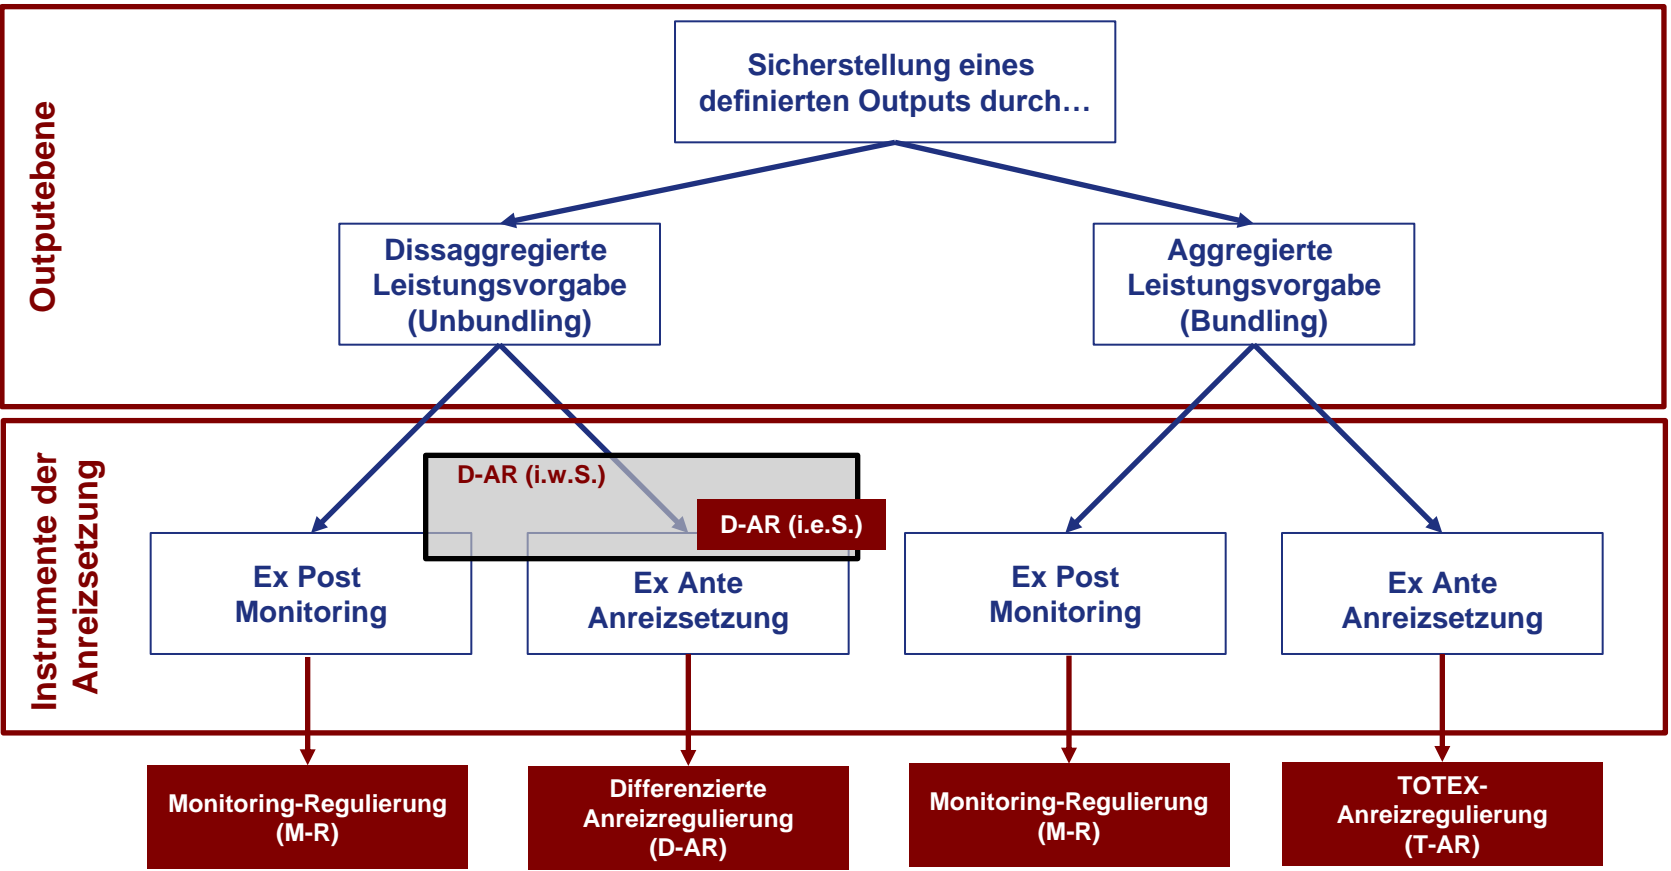 Outputebene
Sicherstellung eines
definierten Outputs durch…
Dissaggregierte
Leistungsvorgabe
(Unbundling)
Aggregierte
Leistungsvorgabe
(Bundling)
Instrumente der
Anreizsetzung
D-AR (i.w.S.)
D-AR (i.e.S.)
Ex Post
Monitoring
Ex Ante
Anreizsetzung
Ex Post
Monitoring
Ex Ante
Anreizsetzung
Monitoring-Regulierung
(M-R)
Differenzierte
Anreizregulierung
(D-AR)
Monitoring-Regulierung
(M-R)
TOTEX-
Anreizregulierung
(T-AR)